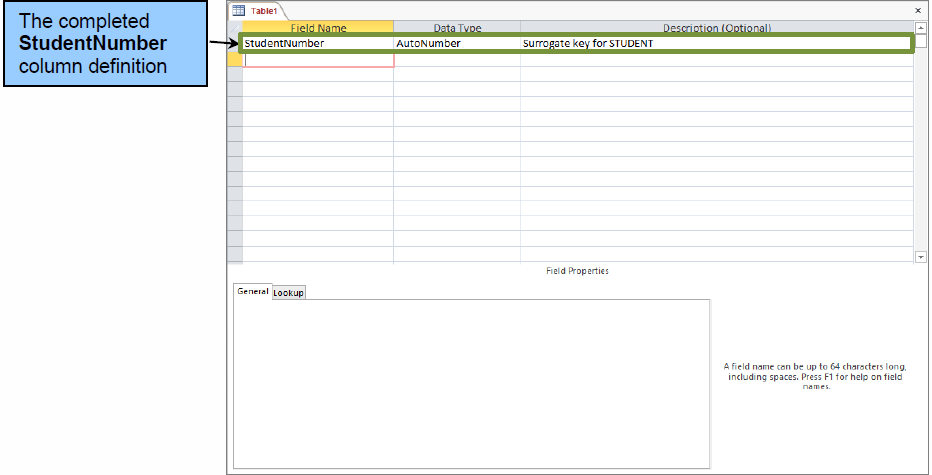 The completed
StudentNumber
column definition
Table1
Field Name Data Type Description (Optional)
StudentNumber AutoNumber Surrogate key for STUDENT
Field Properties
General Lookup
A field name can be up to 64 characters long,
including spaces. Press F1 for help on field
names.